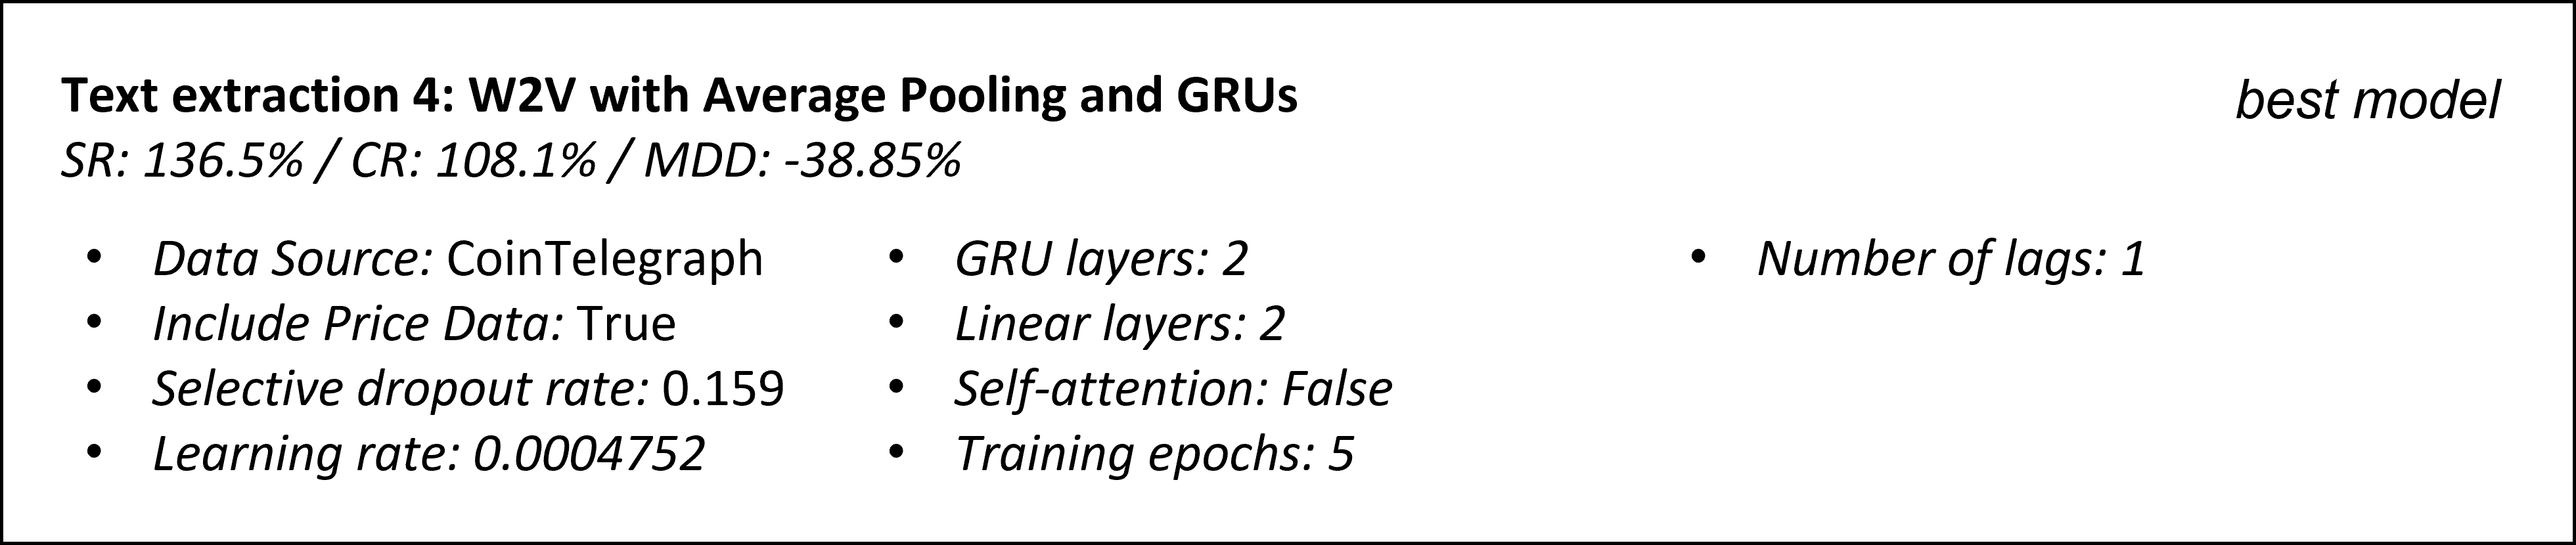 Text extraction 4: W2V with Average Pooling and GRUs
best model
SR: 136.5% / CR: 108.1% / MDD: -38.85%
• Data Source: CoinTelegraph
• Include Price Data: True
• Selective dropout rate: 0.159
• Learning rate: 0.0004752
• GRU layers: 2
• Linear layers: 2
• Self-attention: False
• Training epochs: 5
• Number of lags: 1